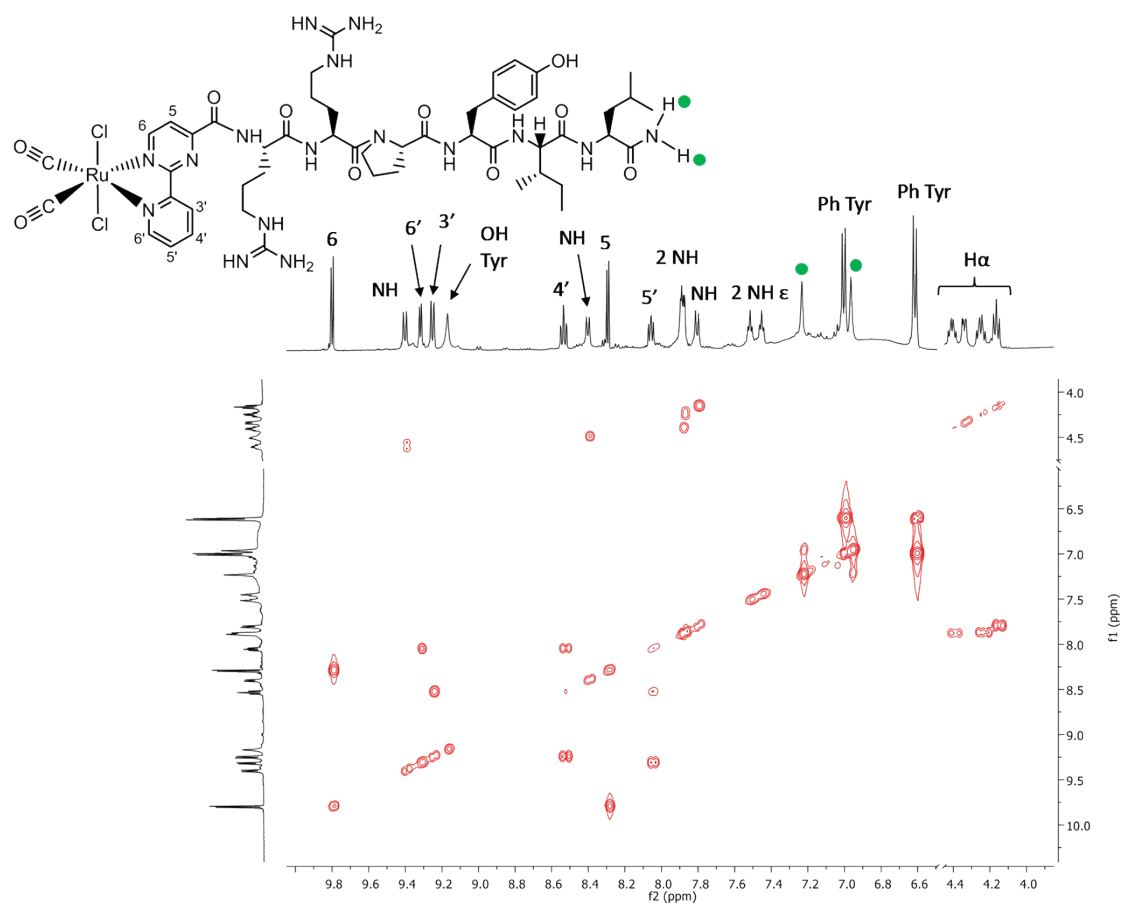 HN NH2
NH
OH
Cl
5
6
O
H
N
O
N
H
O
N
O
N
H
O
H
N
O
N
H
O
H
N
H
O
C
O
C
Ru
N
N
N
Cl
3'
4'
5'
6'
NH
HN NH2
6
NH
6′
3′
OH
Tyr
4′
NH
5
5′
2 NH
NH
2 NH ε
Ph Tyr
Ph Tyr
Hα
4.0
4.5
6.5
7.0
7.5
8.0
8.5
9.0
9.5
10.0
f1 (ppm)
9.8 9.6 9.4 9.2 9.0 8.8 8.6 8.4 8.2 8.0 7.8 7.6 7.4 7.2 7.0 6.8 6.6 4.4 4.2 4.0
f2 (ppm)